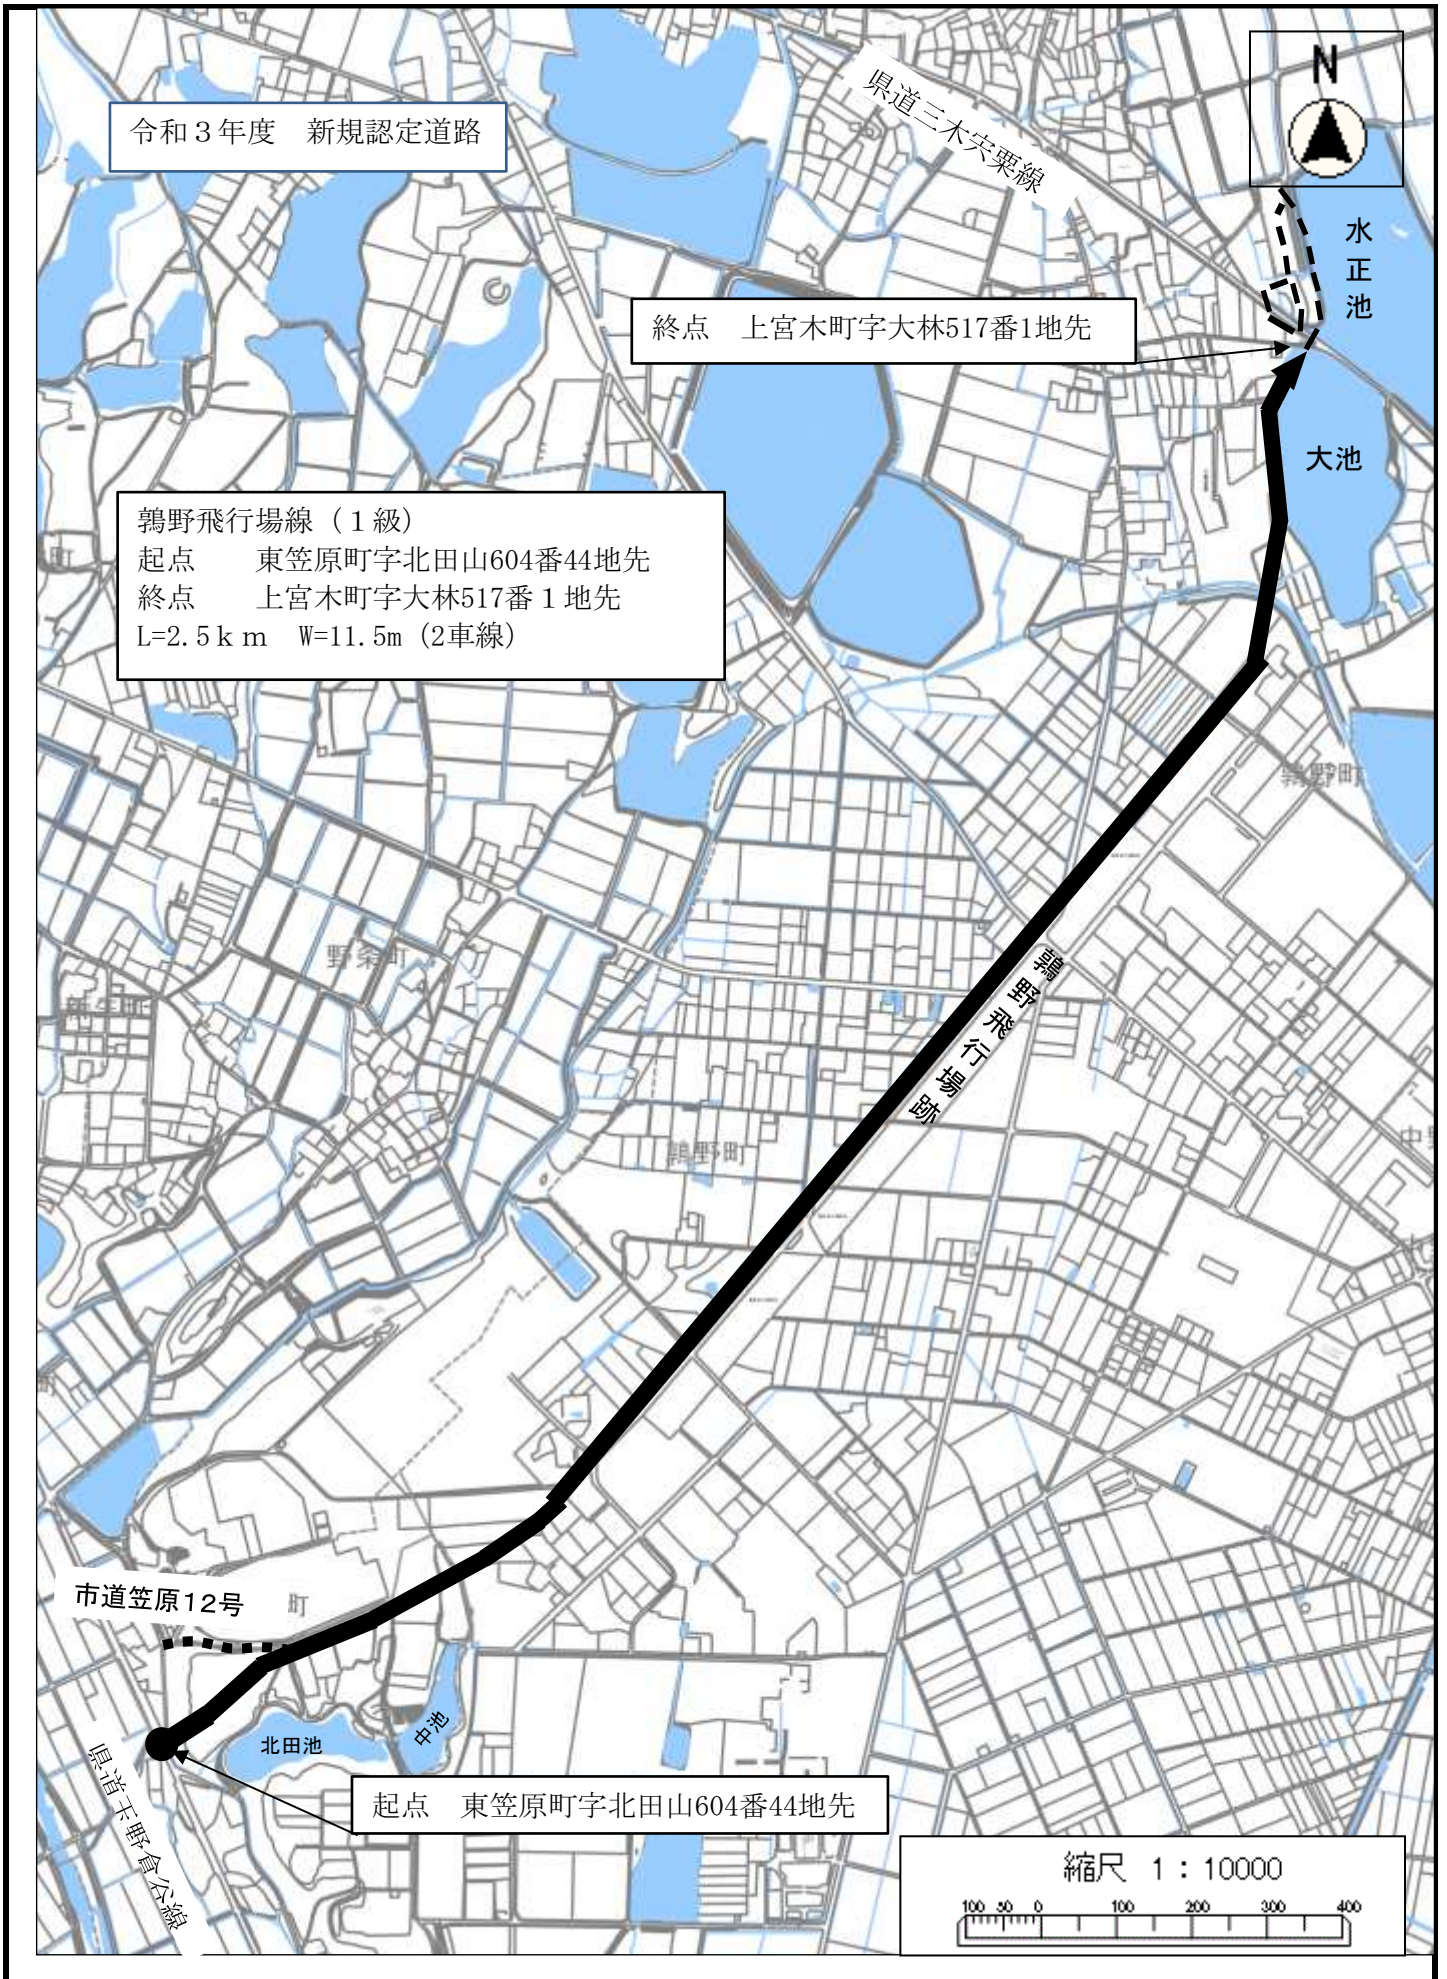 令和３年度　新規認定道路
県道三木宍粟線
N
水正池
終点　上宮木町字大林517番1地先
大池
鶉野飛行場線（１級）
起点　　東笠原町字北田山604番44地先
終点　　上宮木町字大林517番１地先
L=2.5ｋｍ　W=11.5m（2車線）
鶉野町
野条町
鶉野飛行場跡
鶉野町
市道笠原12号
町
北田池
中池
県道玉野倉谷線
起点　東笠原町字北田山604番44地先
縮尺　1：10000
100 50 0 100 200 300 400